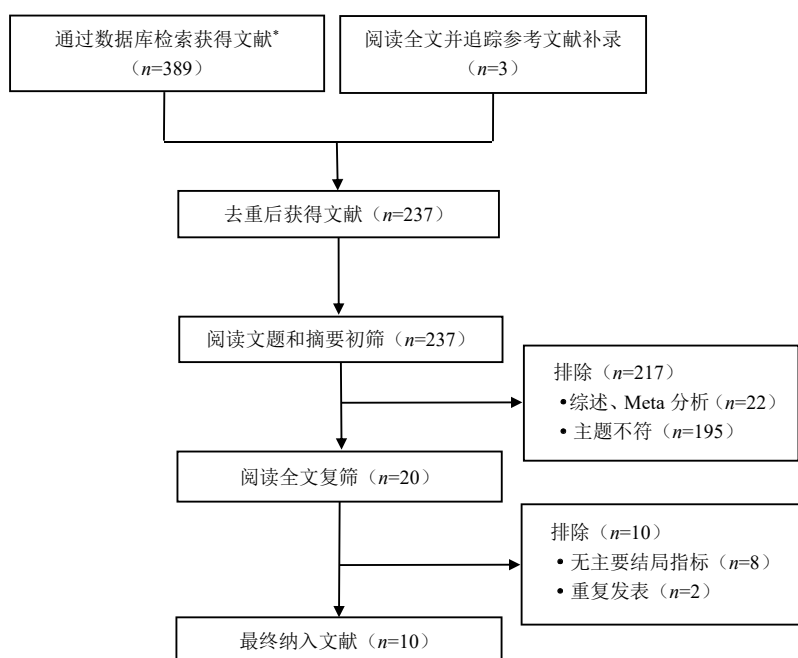 通过数据库检索获得文献*
（n=389）
阅读全文并追踪参考文献补录
（n=3）
去重后获得文献（n=237）
阅读文题和摘要初筛（n=237）
排除（n=217）
•综述、Meta 分析（n=22）
• 主题不符（n=195）
阅读全文复筛（n=20）
排除（n=10）
• 无主要结局指标（n=8）
• 重复发表（n=2）
最终纳入文献（n=10）